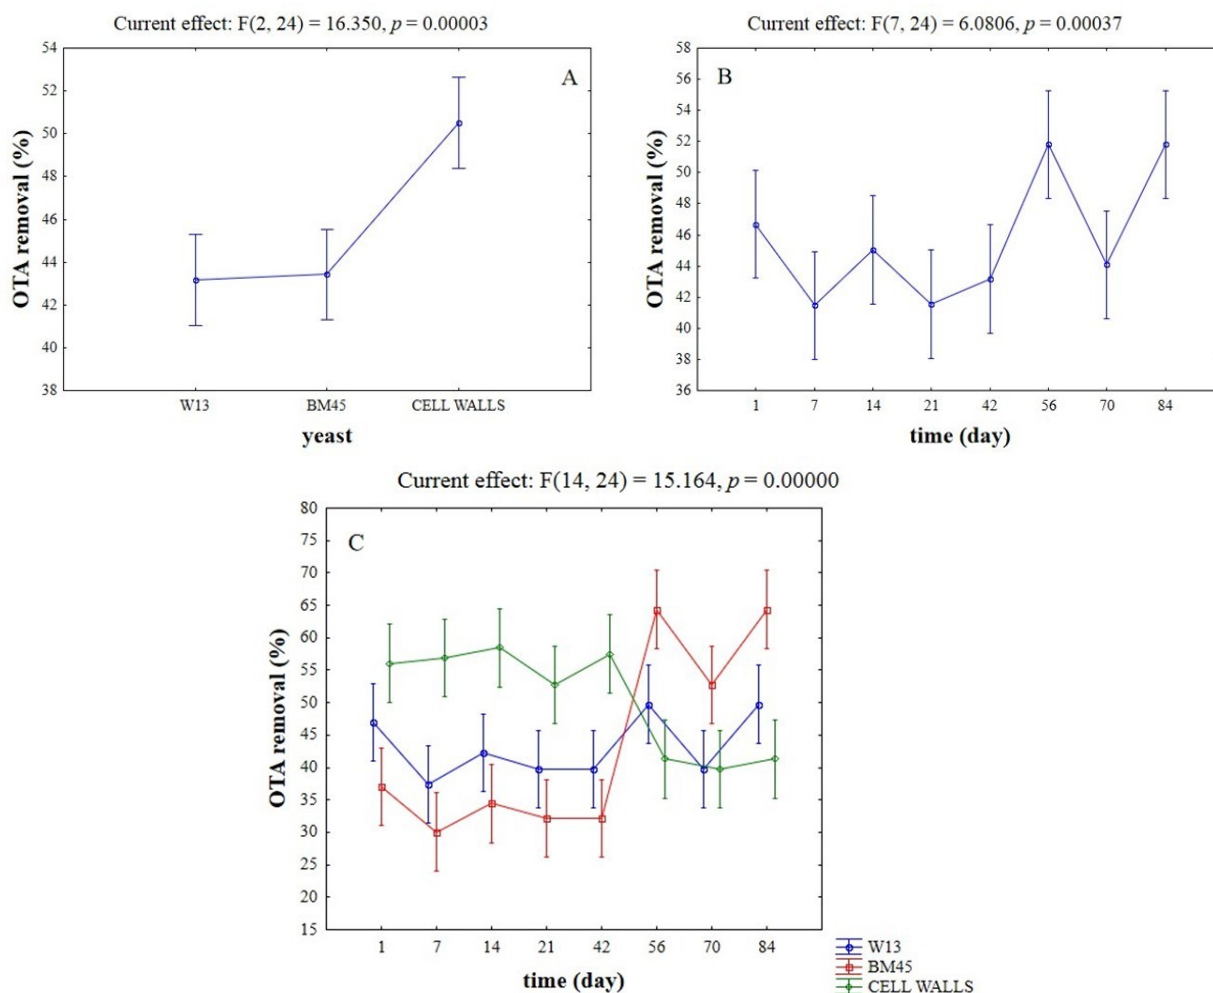 Current effect: F(2, 24) = 16.350, p = 0.00003
A
OTA removal (%)
54
52
50
48
46
44
42
40
38
W13
BM45
CELL WALLS
yeast
Current effect: F(7, 24) = 6.0806, p = 0.00037
B
OTA removal (%)
58
56
54
52
50
48
46
44
42
40
38
36
1
7
14
21
42
56
70
84
time (day)
Current effect: F(14, 24) = 15.164, p = 0.00000
C
OTA removal (%)
80
75
70
65
60
55
50
45
40
35
30
25
20
15
1
7
14
21
42
56
70
84
time (day)
W13
BM45
CELL WALLS